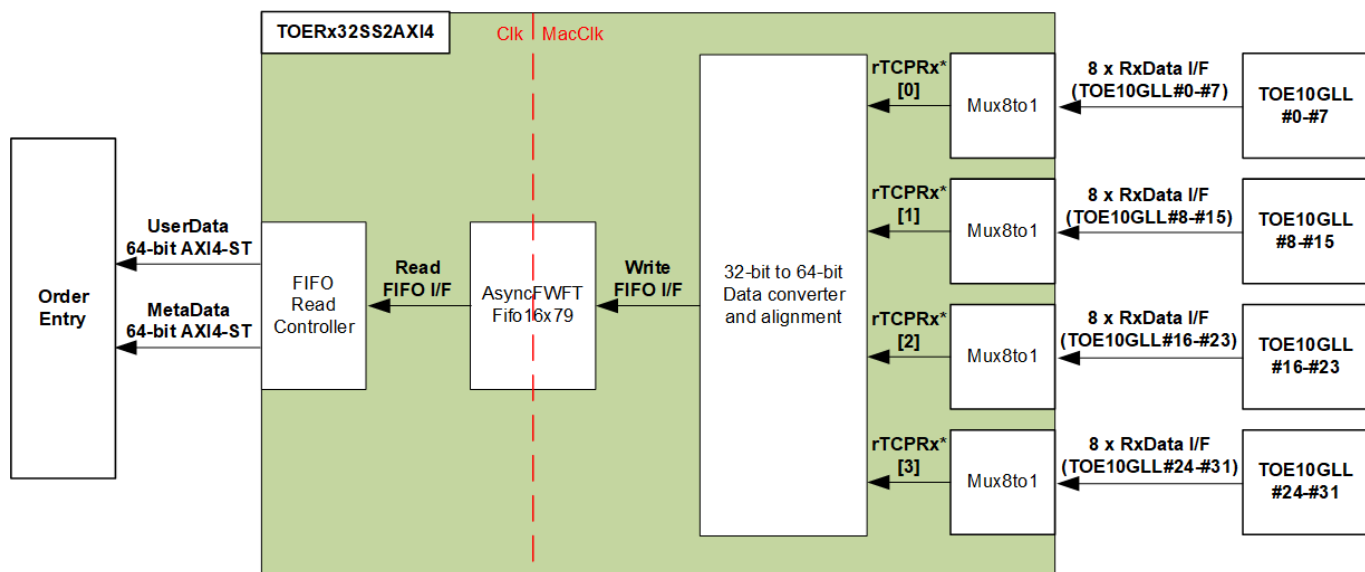 TOERx32SS2AXI4
Clk
MacClk
Order
Entry
UserData
64-bit AXI4-ST
MetaData
64-bit AXI4-ST
FIFO
Read
Controller
Read
FIFO I/F
AsyncFWFT
Fifo16x79
Write
FIFO I/F
32-bit to 64-bit
Data converter
and alignment
rTCPRx*
[0]
Mux8to1
8 x RxData I/F
(TOE10GLL#0-#7)
TOE10GLL
#0-#7
rTCPRx*
[1]
Mux8to1
8 x RxData I/F
(TOE10GLL#8-#15)
TOE10GLL
#8-#15
rTCPRx*
[2]
Mux8to1
8 x RxData I/F
(TOE10GLL#16-#23)
TOE10GLL
#16-#23
rTCPRx*
[3]
Mux8to1
8 x RxData I/F
(TOE10GLL#24-#31)
TOE10GLL
#24-#31